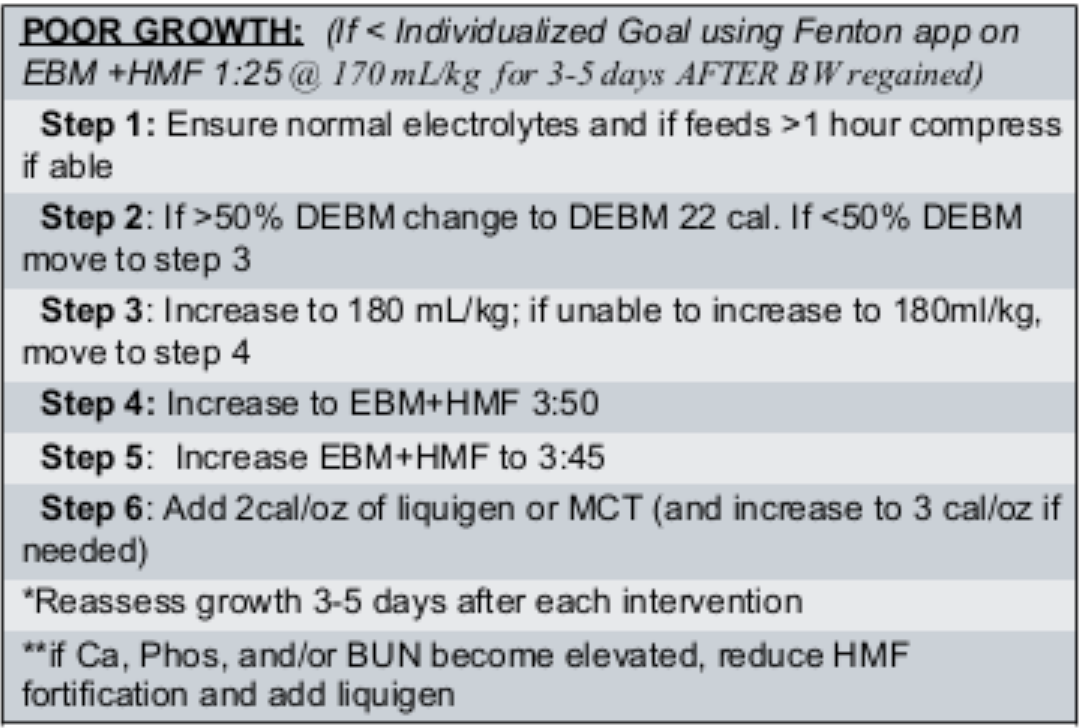 POOR GROWTH: (If < Individualized Goal using Fenton app on
EBM +HMF 1:25 @ 170 mL/kg for 3-5 days AFTER BW regained)
Step 1: Ensure normal electrolytes and if feeds >1 hour compress
if able
Step 2: If >50% DEBM change to DEBM 22 cal. If <50% DEBM
move to step 3
Step 3: Increase to 180 mL/kg; if unable to increase to 180ml/kg,
move to step 4
Step 4: Increase to EBM+HMF 3:50
Step 5: Increase EBM+HMF to 3:45
Step 6: Add 2cal/oz of liquigen or MCT (and increase to 3 cal/oz if
needed)
*Reassess growth 3-5 days after each intervention
**if Ca, Phos, and/or BUN become elevated, reduce HMF
fortification and add liquigen